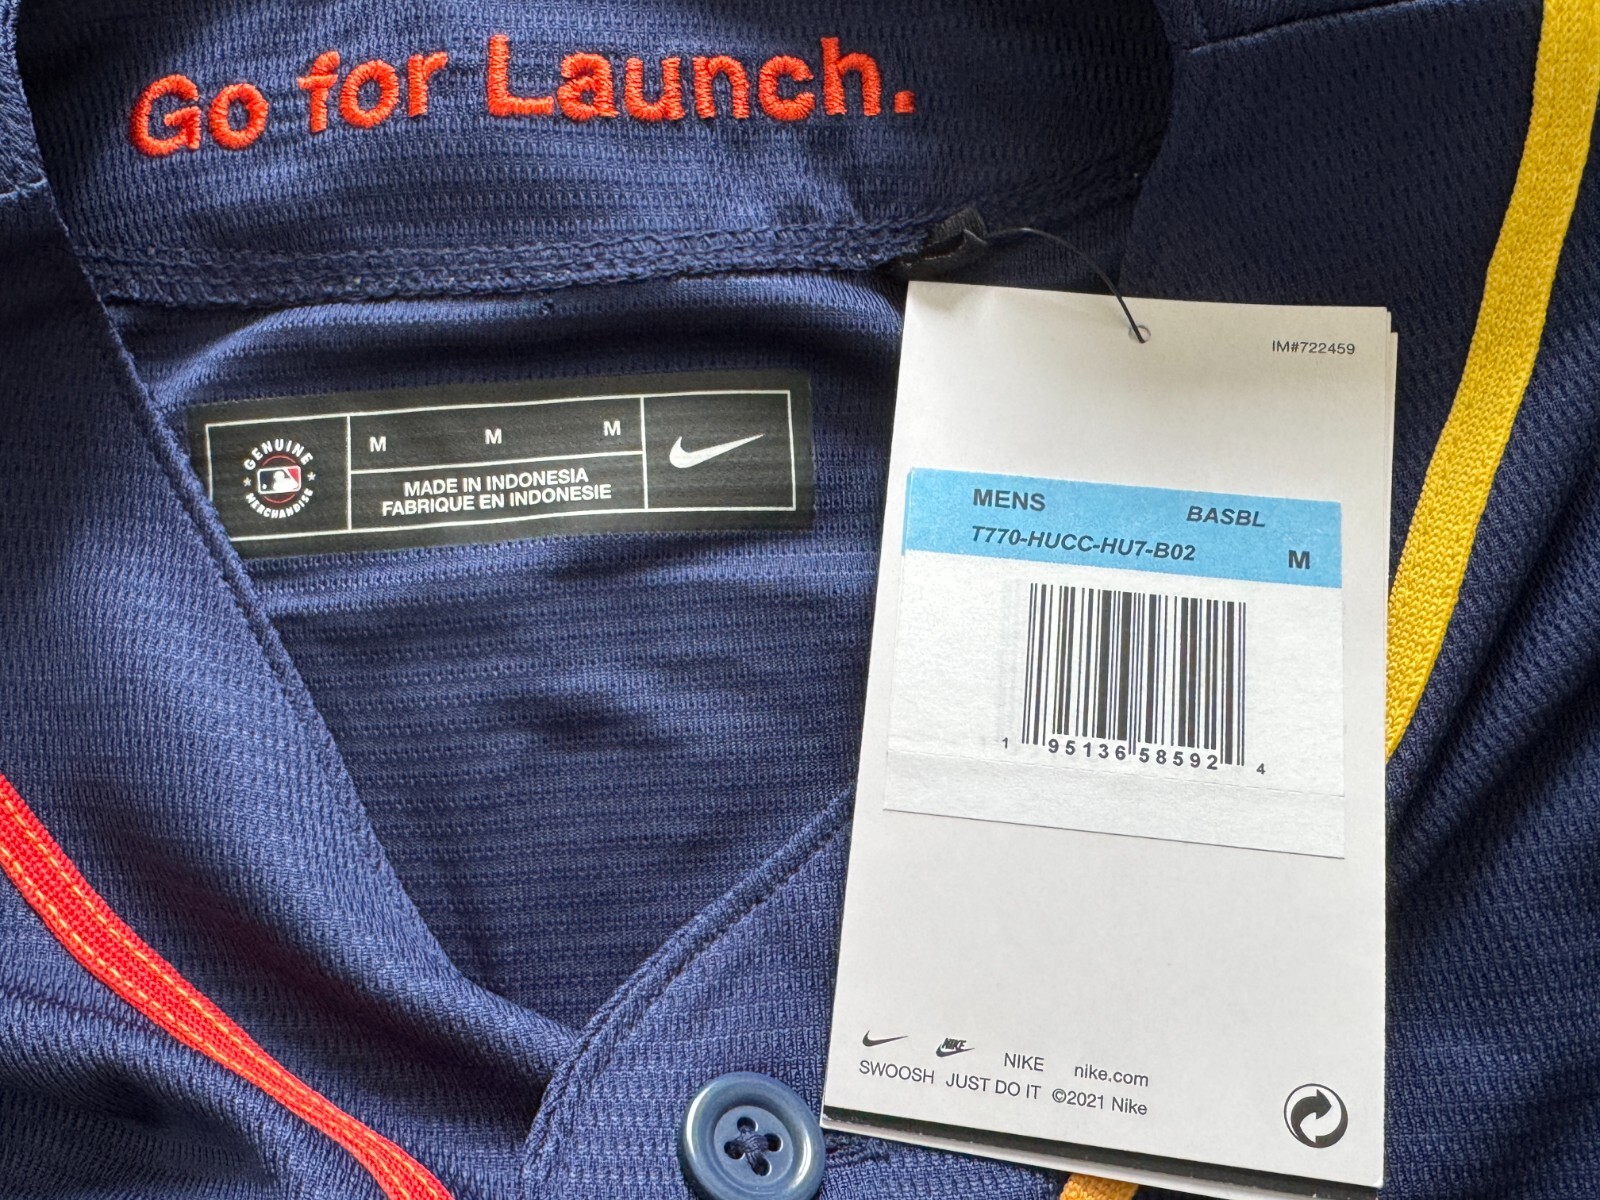 Go for Launch.
IM#722459
GENUINE
MERCHANDISE
M M M
MADE IN INDONESIA
FABRIQUE EN INDONESIE
MENS BASBL
T770-HUCC-HU7-B02 M
1 95136 58592 4
NIKE NIKE nike.com
SWOOSH JUST DO IT ©2021 Nike